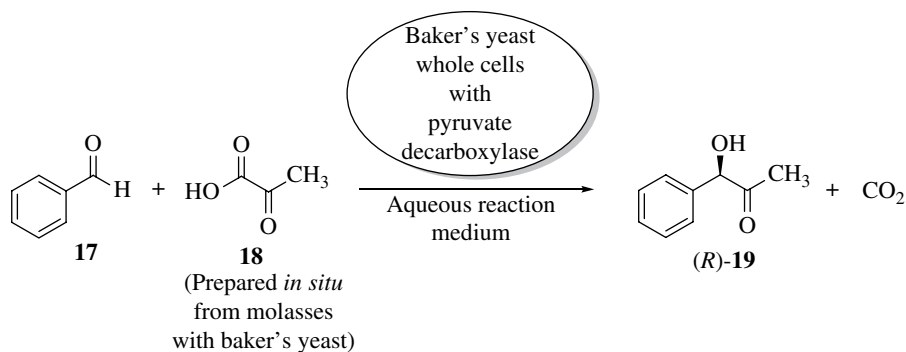 Baker's yeast
whole cells
with
pyruvate
decarboxylase
O
H
17
+
O
HO
CH3
O
18
(Prepared in situ
from molasses
with baker's yeast)
Aqueous reaction
medium
OH
CH3
O
(R)-19
+
CO2